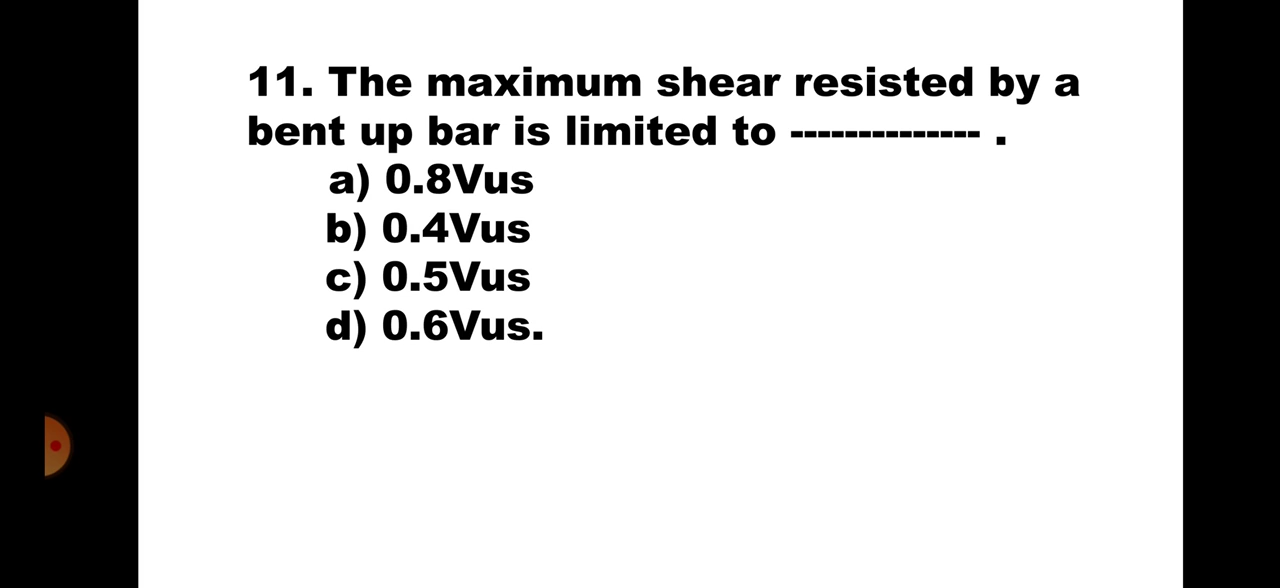 11. The maximum shear resisted by a
bent up bar is limited to -------------- .
a) 0.8Vus
b) 0.4Vus
c) 0.5Vus
d) 0.6Vus.